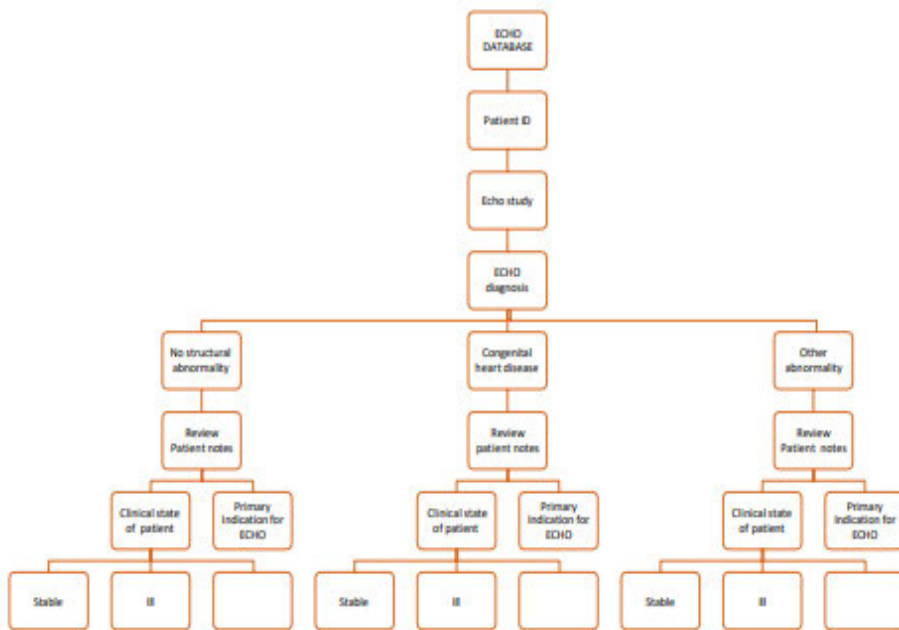 ECHO
DATABASE
Patient ID
Echo study
ECHO
diagnosis
No structural
abnormality
Congenital
heart disease
Other
abnormality
Review
Patient notes
Review
patient notes
Review
Patient notes
Clinical state
of patient
Primary
Indication for
ECHO
Clinical state
of patient
Primary
Indication for
ECHO
Clinical state
of patient
Primary
Indication for
ECHO
Stable
Ill
Stable
Ill
Stable
Ill